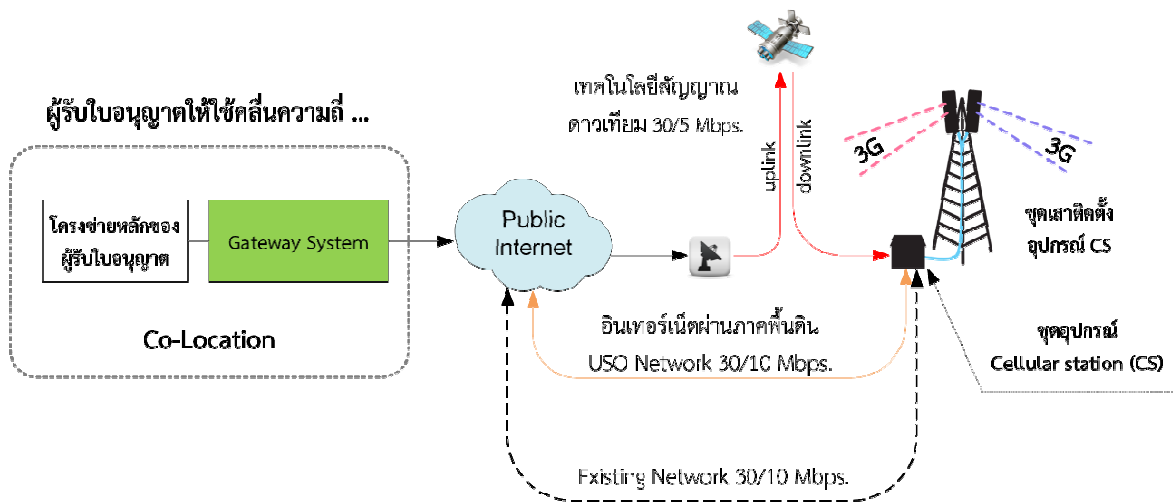 ผู้รับใบอนุญาตให้ใช้คลื่นความถี่ ...
โครงข่ายหลักของ
ผู้รับใบอนุญาต
Gateway System
Co-Location
Public
Internet
เทคโนโลยีสัญญาณ
ดาวเทียม 30/5 Mbps.
uplink
downlink
3G
3G
ชุดเสาติดตั้ง
อุปกรณ์ CS
อินเทอร์เน็ตผ่านภาคพื้นดิน
USO Network 30/10 Mbps.
ชุดอุปกรณ์
Cellular station (CS)
Existing Network 30/10 Mbps.